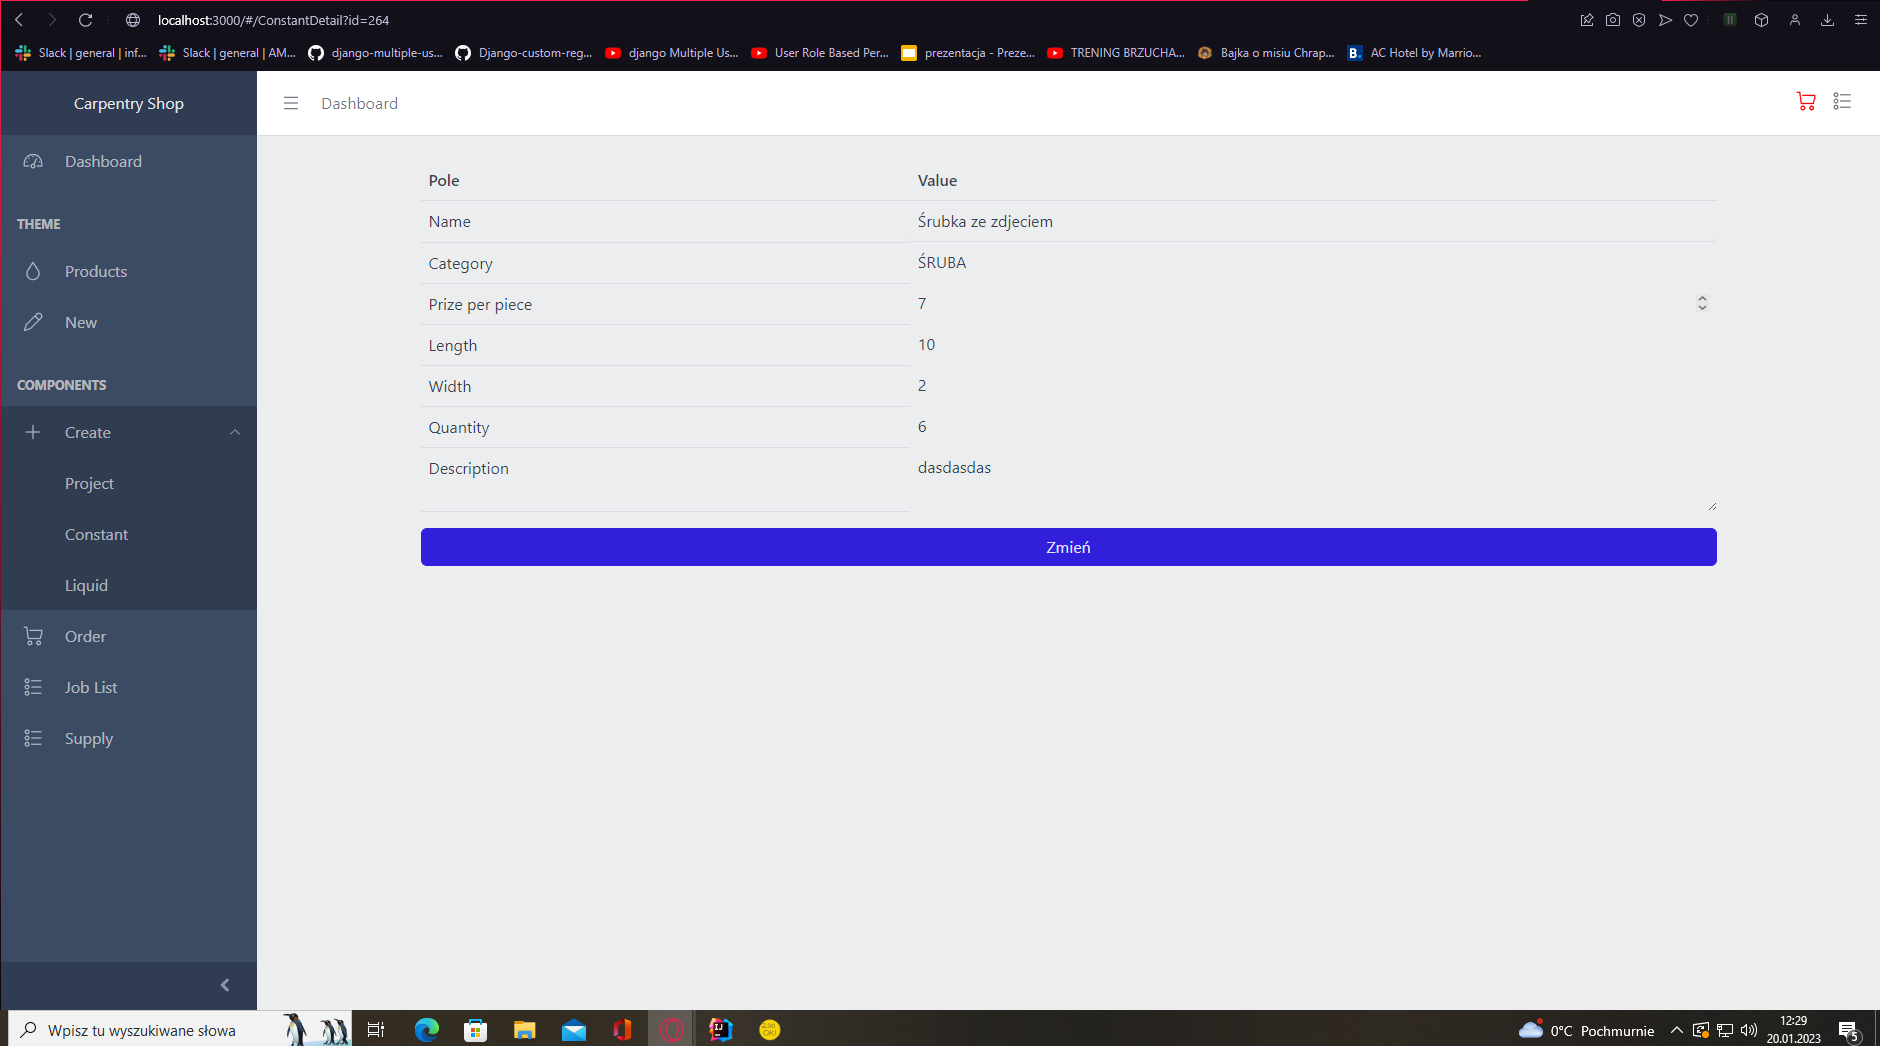 localhost:3000/#/ConstantDetail?id=264
Slack | general | inf... Slack | general | AM... django-multiple-us... Django-custom-reg... django Multiple Us... User Role Based Per... prezentacja - Preze... TRENING BRZUCHA... Bajka o misiu Chrap... B. AC Hotel by Marrio...
Carpentry Shop
Dashboard
Dashboard
THEME
Products
New
COMPONENTS
Create
Project
Constant
Liquid
Order
Job List
Supply
Pole Value
Name Śrubka ze zdjeciem
Category ŚRUBA
Prize per piece 7
Length 10
Width 2
Quantity 6
Description dasdasdas
Zmień
Wpisz tu wyszukiwane słowa
IJ
0°C Pochmurnie
12:29
20.01.2023
5